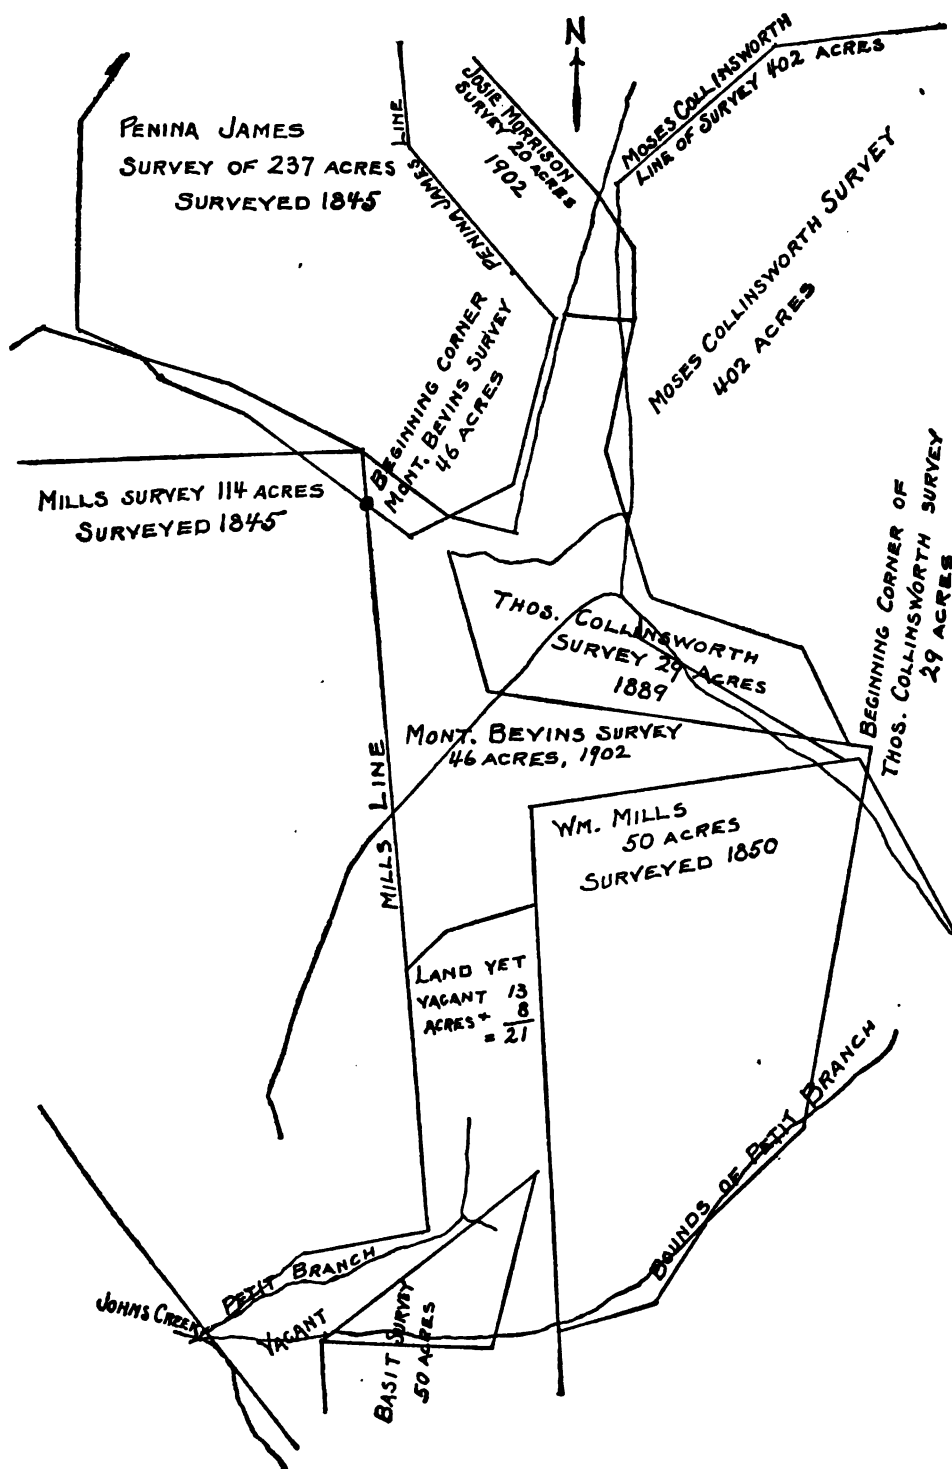 N
PENINA JAMES
SURVEY OF 237 ACRES
SURVEYED 1845
PENINA JAMES LINE
JOSIE MORRISON
SURVEY 20 ACRES
1902
MOSES COLLINSWORTH
LINE OF SURVEY 402 ACRES
MOSES COLLINSWORTH SURVEY
402 ACRES
BEGINNING CORNER
MONT. BEVINS SURVEY
46 ACRES
MILLS SURVEY 114 ACRES
SURVEYED 1845
BEGINNING CORNER OF
THOS. COLLINSWORTH SURVEY
29 ACRES
THOS. COLLINSWORTH
SURVEY 29 ACRES
1889
MONT. BEVINS SURVEY
46 ACRES, 1902
MILLS LINE
WM. MILLS
50 ACRES
SURVEYED 1850
LAND YET
VACANT 13
ACRES + 8
= 21
BOUNDS OF PETIT BRANCH
PETIT BRANCH
JOHNS CREEK
VACANT
BASIT SURVEY
50 ACRES